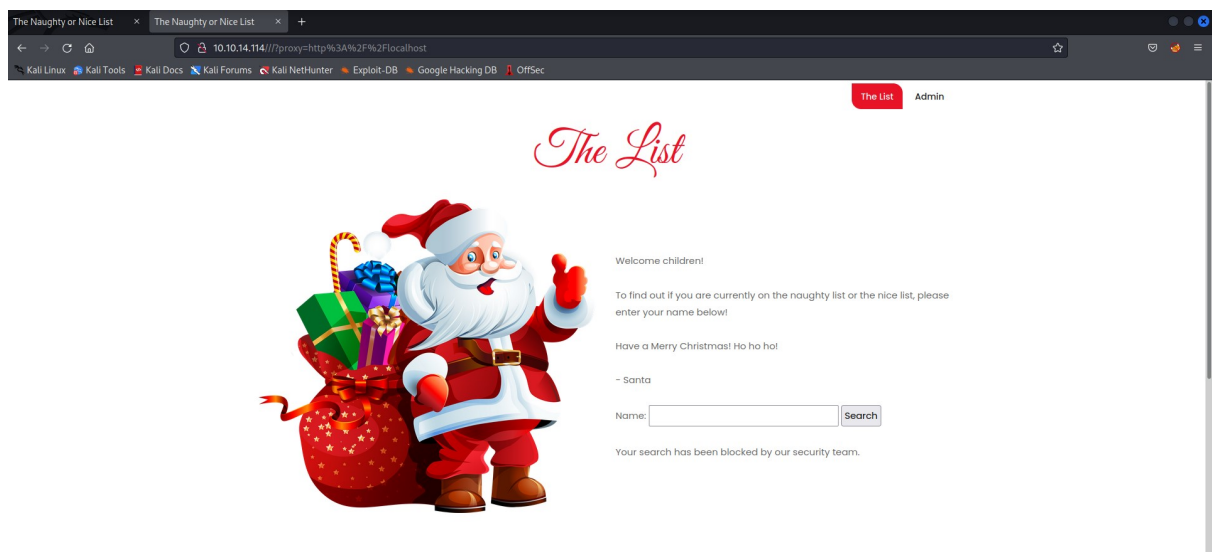 The Naughty or Nice List × The Naughty or Nice List × +
10.10.14.114///?proxy=http%3A%2F%2Flocalhost
Kali Linux Kali Tools Kali Docs Kali Forums Kali NetHunter Exploit-DB Google Hacking DB OffSec
The List Admin
The List
Welcome children!
To find out if you are currently on the naughty list or the nice list, please
enter your name below!
Have a Merry Christmas! Ho ho ho!
- Santa
Name: Search
Your search has been blocked by our security team.